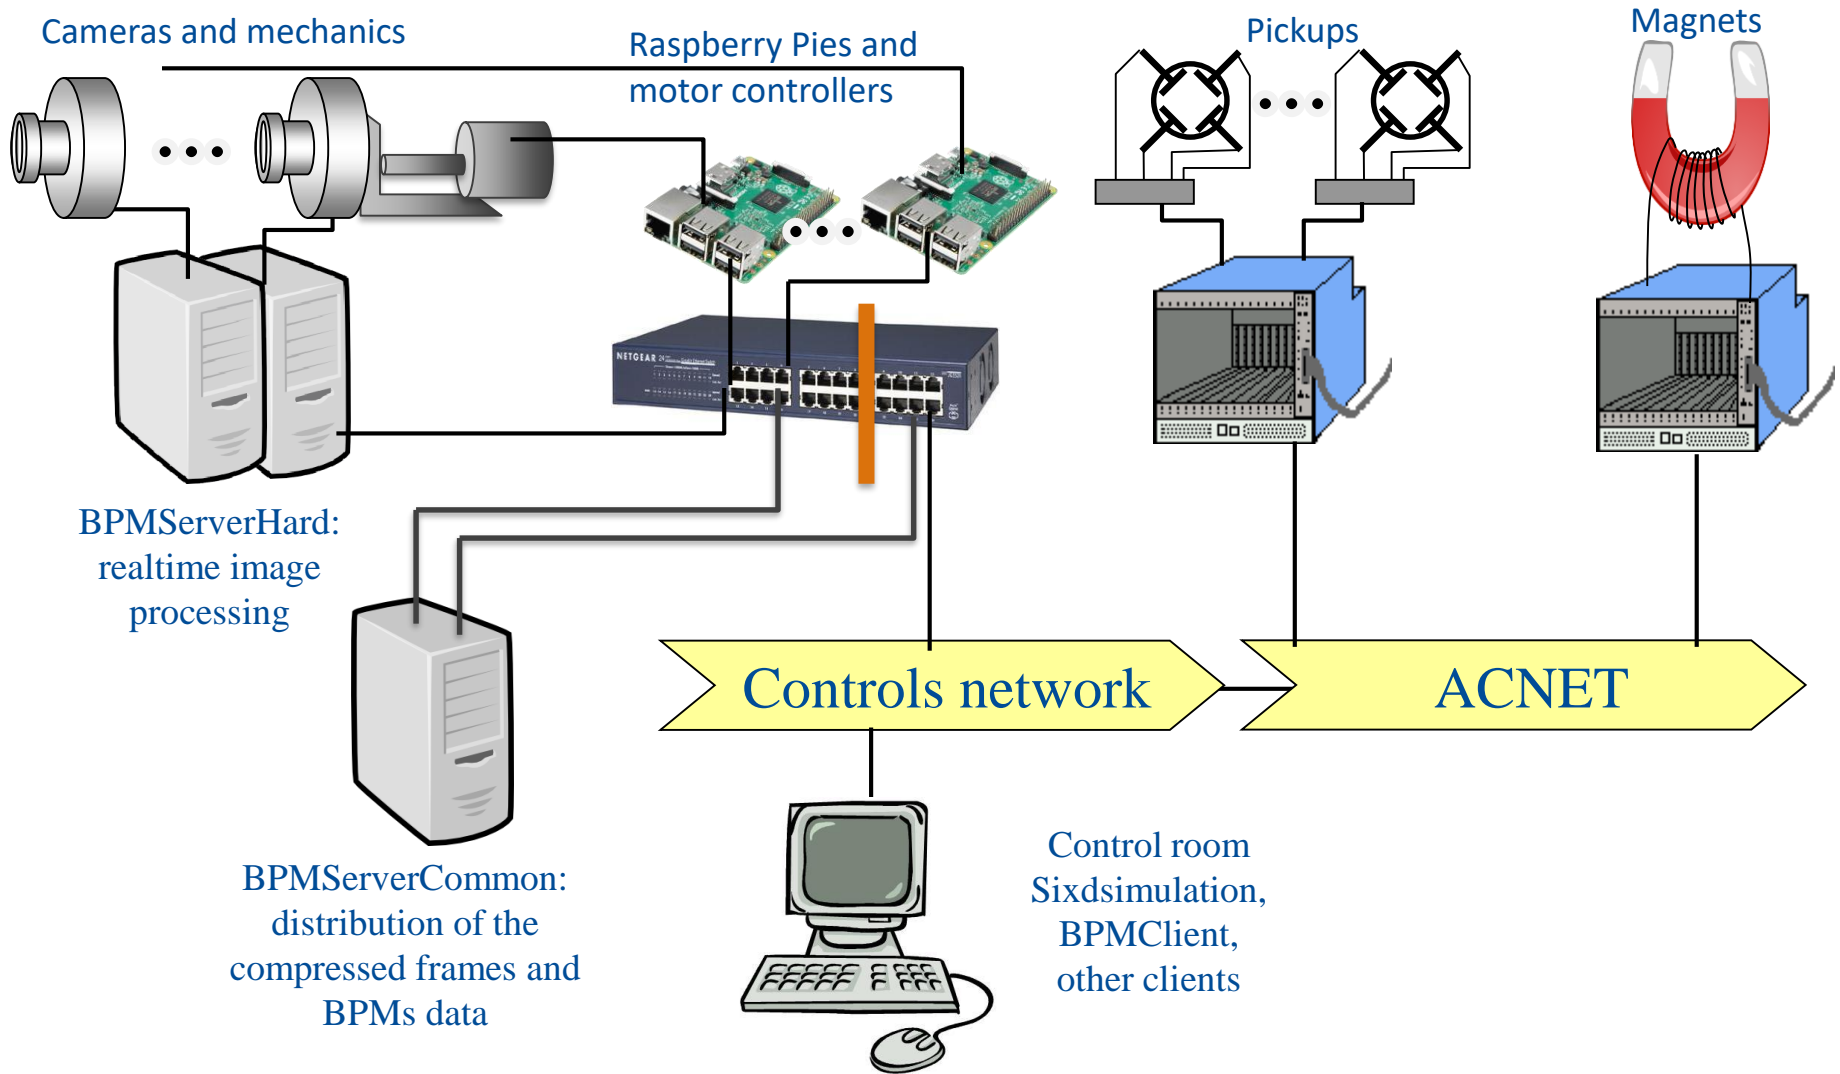 Cameras and mechanics
Raspberry Pies and
motor controllers
Pickups
Magnets
NETGEAR 24
BPMServerHard:
realtime image
processing
Controls network
ACNET
BPMServerCommon:
distribution of the
compressed frames and
BPMs data
Control room
Sixdsimulation,
BPMClient,
other clients